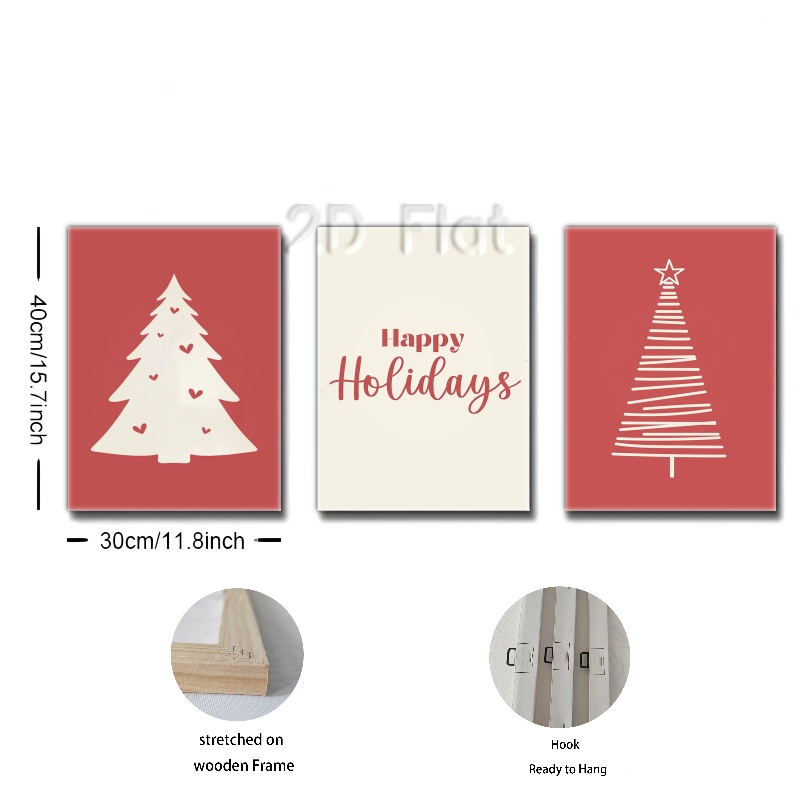 2D Flat
40cm/15.7inch
Happy
Holidays
30cm/11.8inch
stretched on
wooden Frame
Hook
Ready to Hang